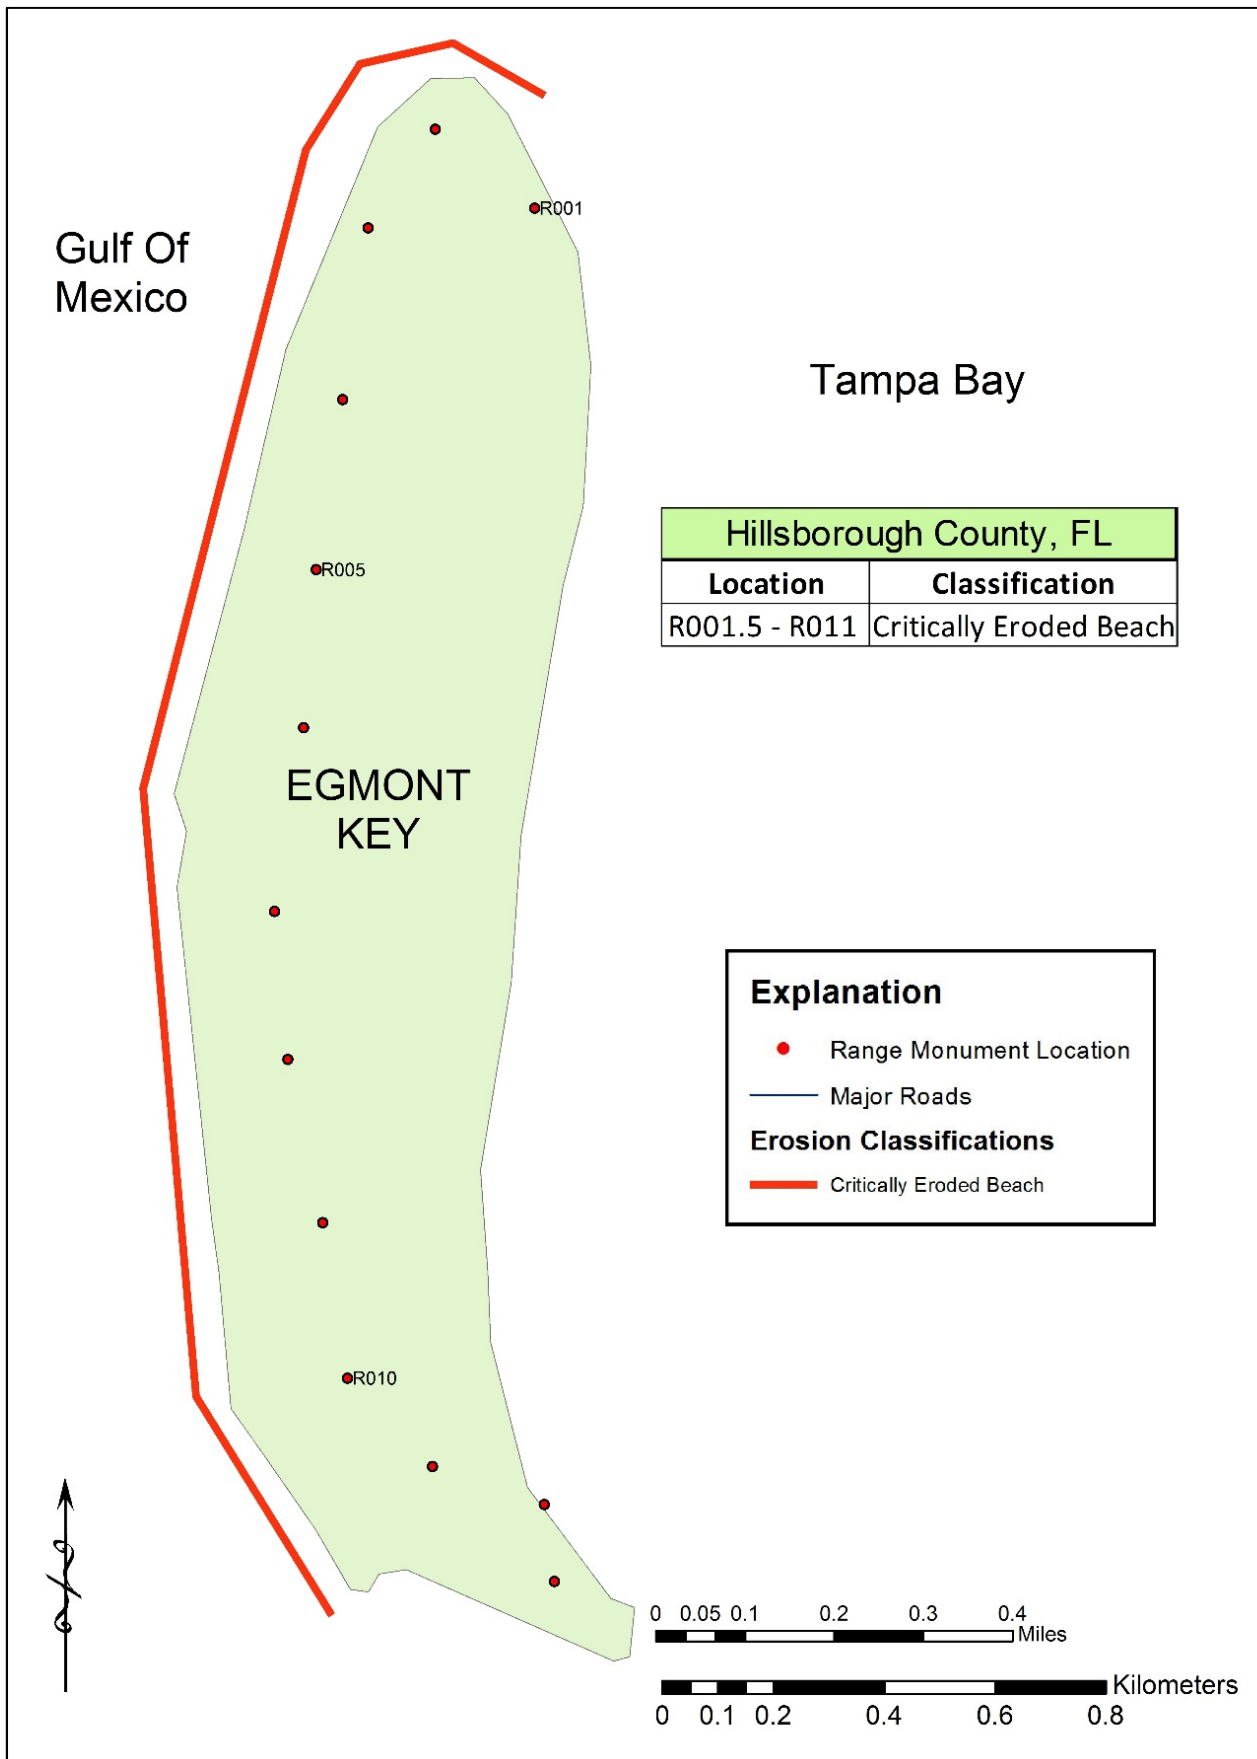 Gulf Of
Mexico
R001
Tampa Bay
Hillsborough County, FL
Location Classification
R001.5 - R011 Critically Eroded Beach
R005
EGMONT
KEY
Explanation
Range Monument Location
Major Roads
Erosion Classifications
Critically Eroded Beach
R010
0 0.05 0.1 0.2 0.3 0.4
Miles
Kilometers
0 0.1 0.2 0.4 0.6 0.8